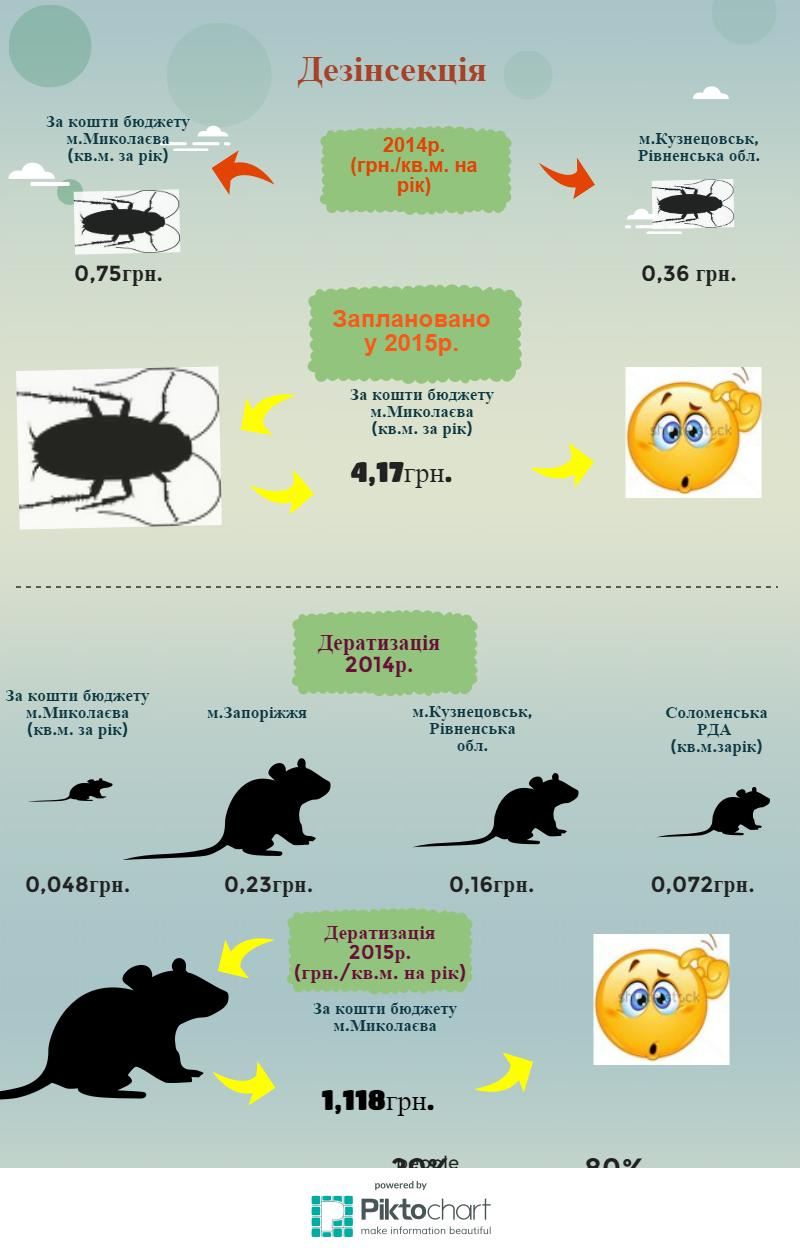 Дезінсекція
За кошти бюджету
м.Миколаєва
(кв.м. за рік)
2014р.
(грн./кв.м. на
рік)
м.Кузнецовськ,
Рівненська обл.
0,75грн.
0,36 грн.
Заплановано
у 2015р.
За кошти бюджету
м.Миколаєва
(кв.м. за рік)
4,17грн.
shutterstock
Дератизація
2014р.
За кошти бюджету
м.Миколаєва
(кв.м. за рік)
м.Запоріжжя
м.Кузнецовськ,
Рівненська
обл.
Соломенська
РДА
(кв.м.зарік)
0,048грн.
0,23грн.
0,16грн.
0,072грн.
Дератизація
2015р.
(грн./кв.м. на рік)
За кошти бюджету
м.Миколаєва
shutterstock
1,118грн.
people
80%
powered by
Piktochart
make information beautiful